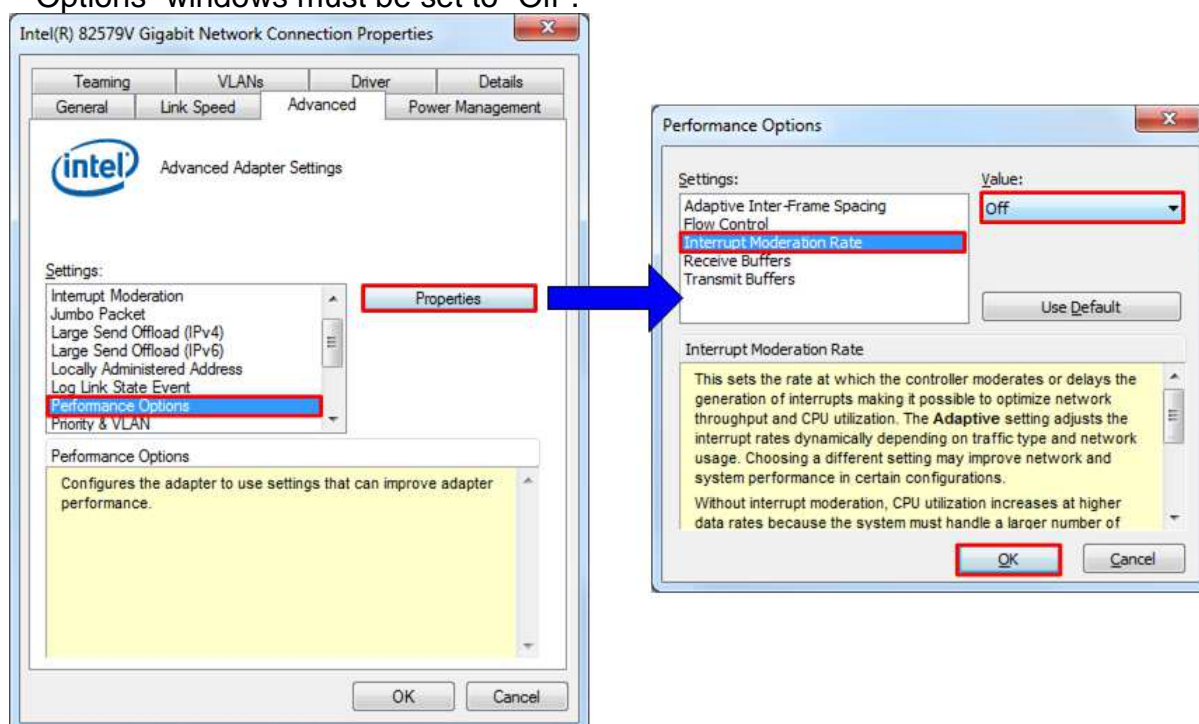 Options" windows must be set to "Off".
Intel(R) 82579V Gigabit Network Connection Properties
Teaming
VLANs
Driver
Details
General
Link Speed
Advanced
Power Management
intel
Advanced Adapter Settings
Settings:
Interrupt Moderation
Jumbo Packet
Large Send Offload (IPv4)
Large Send Offload (IPv6)
Locally Administered Address
Log Link State Event
Performance Options
Priority & VLAN
Properties
Performance Options
Configures the adapter to use settings that can improve adapter
performance.
OK
Cancel
Performance Options
Settings:
Value:
Adaptive Inter-Frame Spacing
Flow Control
Interrupt Moderation Rate
Receive Buffers
Transmit Buffers
Off
Use Default
Interrupt Moderation Rate
This sets the rate at which the controller moderates or delays the
generation of interrupts making it possible to optimize network
throughput and CPU utilization. The Adaptive setting adjusts the
interrupt rates dynamically depending on traffic type and network
usage. Choosing a different setting may improve network and
system performance in certain configurations.
Without interrupt moderation, CPU utilization increases at higher
data rates because the system must handle a larger number of
OK
Cancel